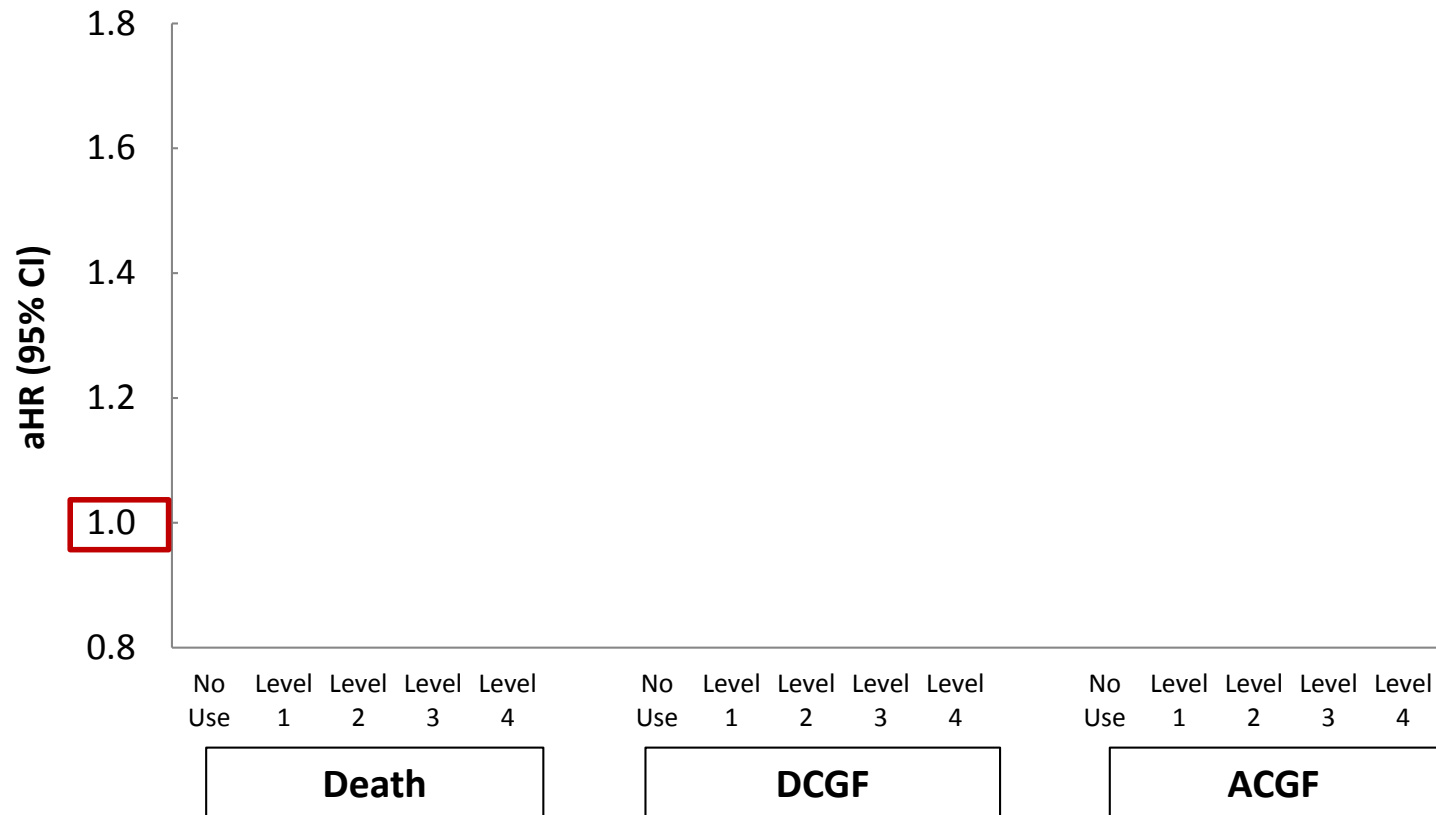 1.8
1.6
1.4
1.2
1.0
0.8
aHR (95% CI)
No Level Level Level Level No Level Level Level Level No Level Level Level Level
Use 1 2 3 4 Use 1 2 3 4 Use 1 2 3 4
Death DCGF ACGF